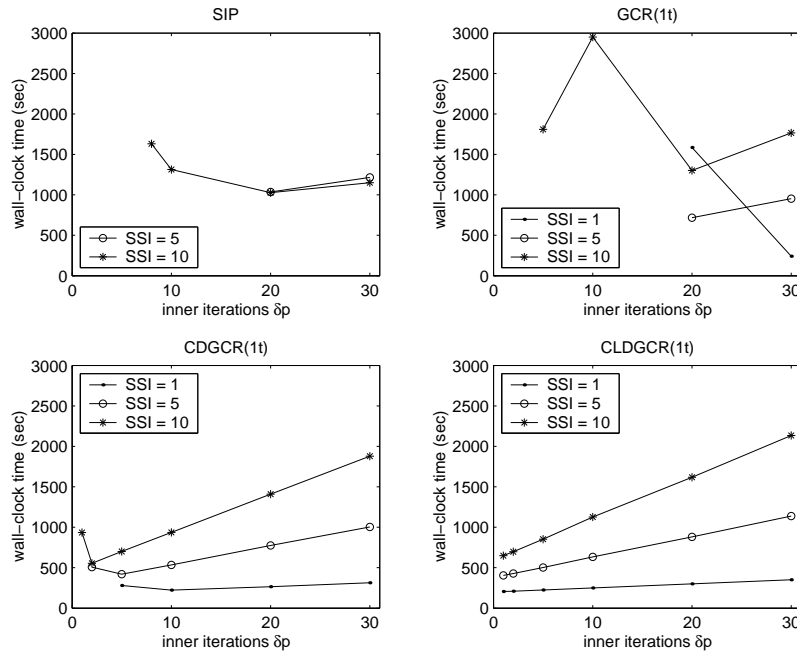 SIP
3000
2500
2000
1500
1000
500
0
wall−clock time (sec)
SSI = 5
SSI = 10
0 10 20 30
inner iterations δp
GCR(1t)
3000
2500
2000
1500
1000
500
0
wall−clock time (sec)
SSI = 1
SSI = 5
SSI = 10
0 10 20 30
inner iterations δp
CDGCR(1t)
3000
2500
2000
1500
1000
500
0
wall−clock time (sec)
SSI = 1
SSI = 5
SSI = 10
0 10 20 30
inner iterations δp
CLDGCR(1t)
3000
2500
2000
1500
1000
500
0
wall−clock time (sec)
SSI = 1
SSI = 5
SSI = 10
0 10 20 30
inner iterations δp